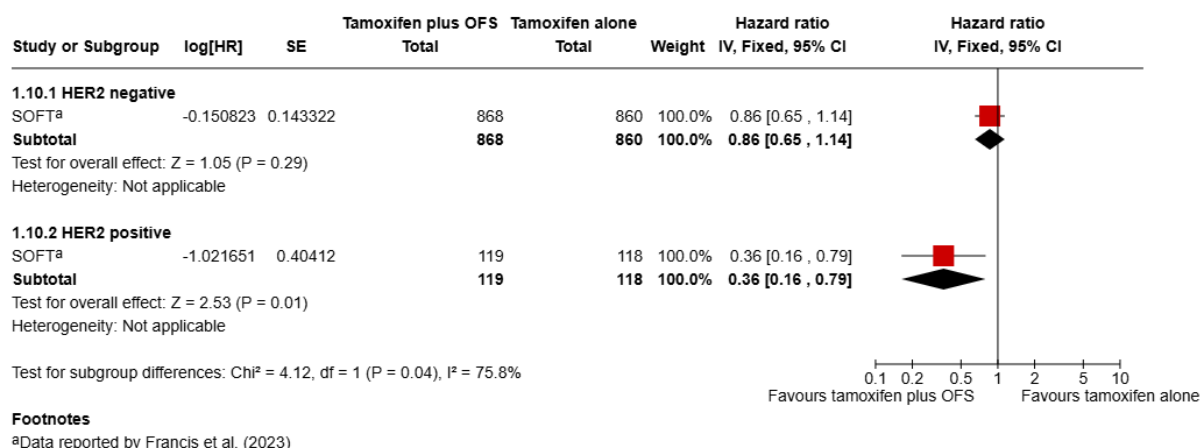 Tamoxifen plus OFS Tamoxifen alone Hazard ratio Hazard ratio
Study or Subgroup log[HR] SE Total Total Weight IV, Fixed, 95% CI IV, Fixed, 95% CI
1.10.1 HER2 negative
SOFTᵃ -0.150823 0.143322 868 860 100.0% 0.86 [0.65 , 1.14]
Subtotal 868 860 100.0% 0.86 [0.65 , 1.14]
Test for overall effect: Z = 1.05 (P = 0.29)
Heterogeneity: Not applicable
1.10.2 HER2 positive
SOFTᵃ -1.021651 0.40412 119 118 100.0% 0.36 [0.16 , 0.79]
Subtotal 119 118 100.0% 0.36 [0.16 , 0.79]
Test for overall effect: Z = 2.53 (P = 0.01)
Heterogeneity: Not applicable
Test for subgroup differences: Chi² = 4.12, df = 1 (P = 0.04), I² = 75.8%
0.1 0.2 0.5 1 2 5 10
Favours tamoxifen plus OFS Favours tamoxifen alone
Footnotes
ᵃData reported by Francis et al. (2023)